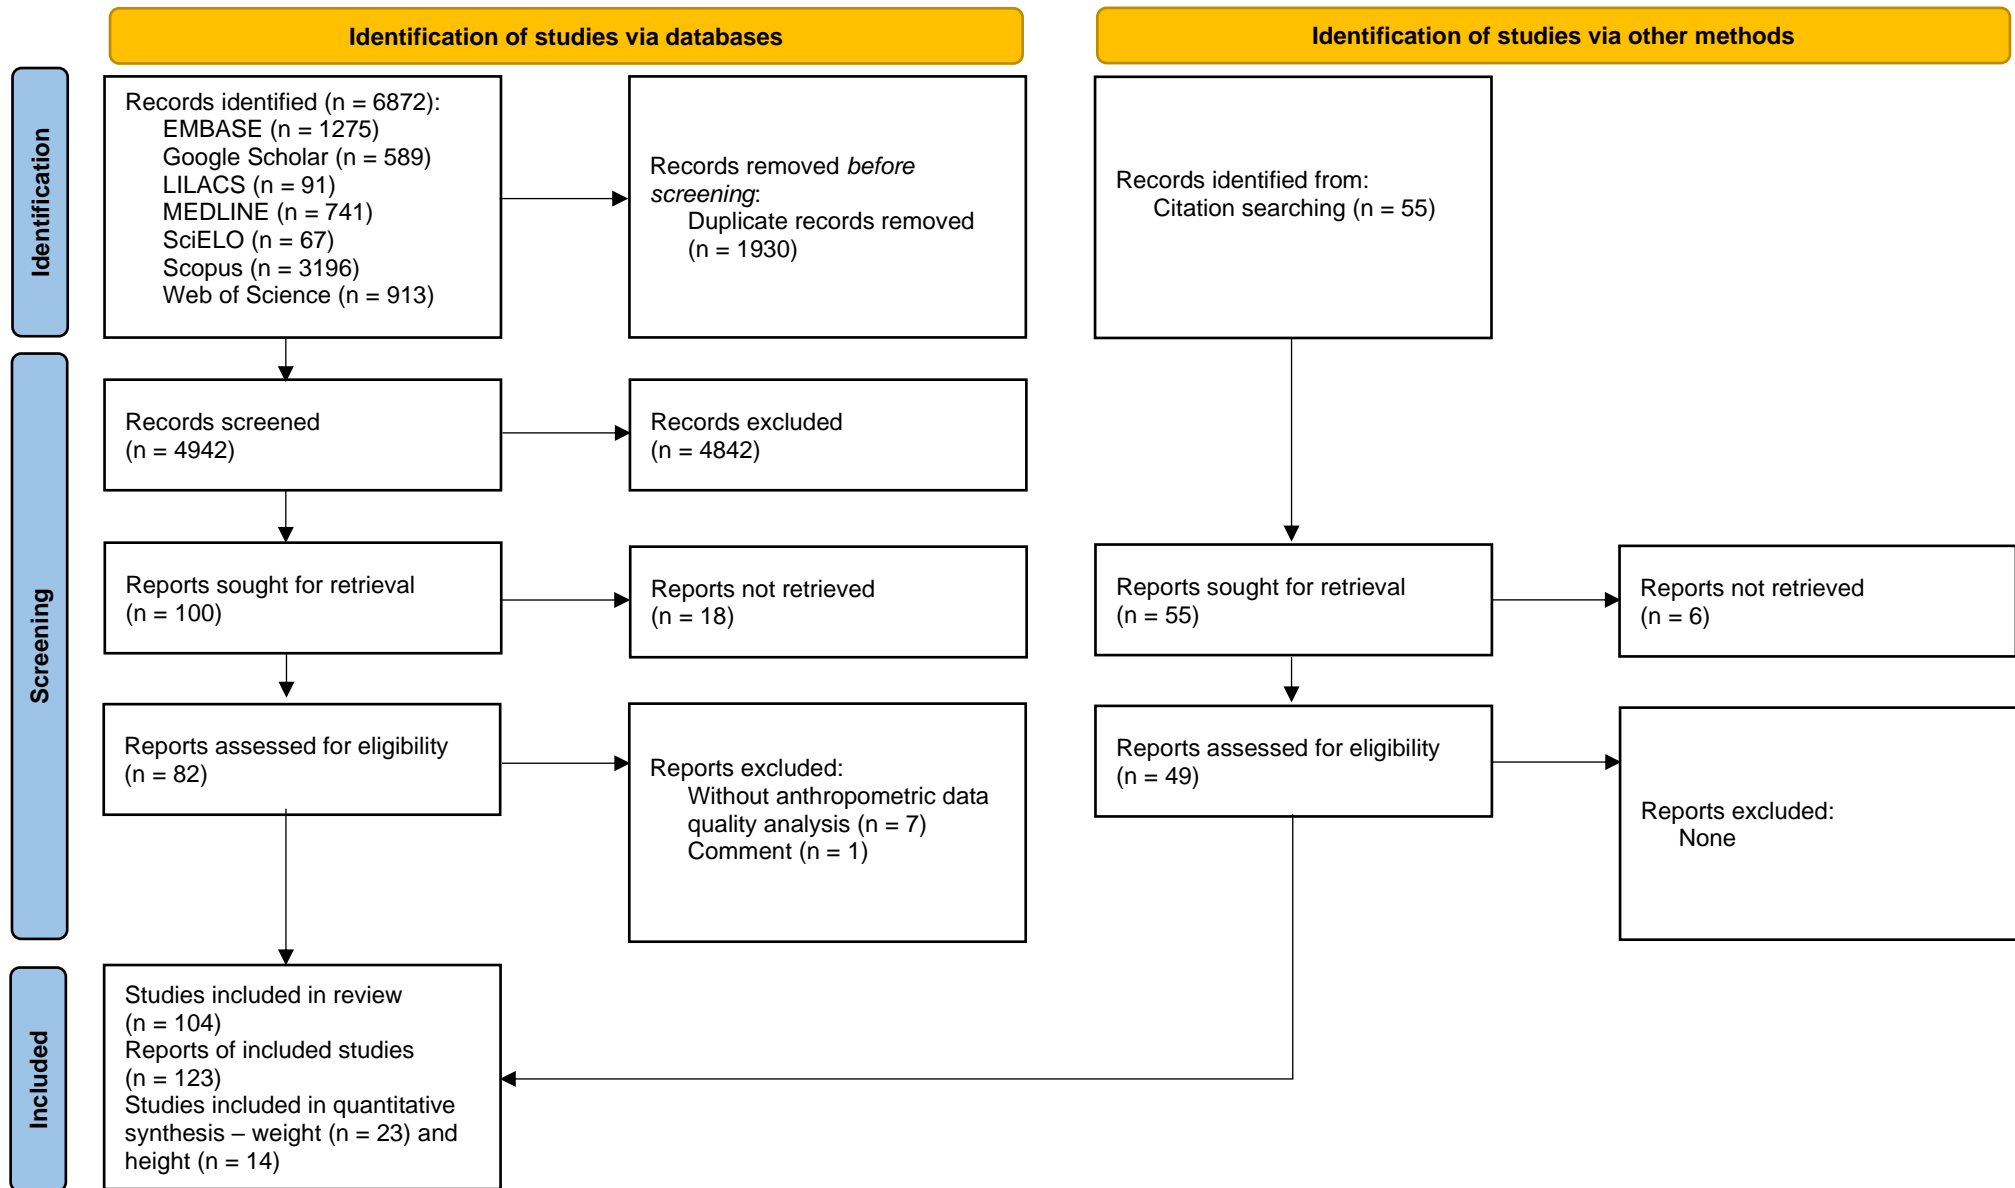 Identification of studies via databases
Identification of studies via other methods
Identification
Records identified (n = 6872):
EMBASE (n = 1275)
Google Scholar (n = 589)
LILACS (n = 91)
MEDLINE (n = 741)
SciELO (n = 67)
Scopus (n = 3196)
Web of Science (n = 913)
Records removed before
screening:
Duplicate records removed
(n = 1930)
Records identified from:
Citation searching (n = 55)
Screening
Records screened
(n = 4942)
Records excluded
(n = 4842)
Reports sought for retrieval
(n = 100)
Reports not retrieved
(n = 18)
Reports sought for retrieval
(n = 55)
Reports not retrieved
(n = 6)
Reports assessed for eligibility
(n = 82)
Reports excluded:
Without anthropometric data
quality analysis (n = 7)
Comment (n = 1)
Reports assessed for eligibility
(n = 49)
Reports excluded:
None
Included
Studies included in review
(n = 104)
Reports of included studies
(n = 123)
Studies included in quantitative
synthesis – weight (n = 23) and
height (n = 14)